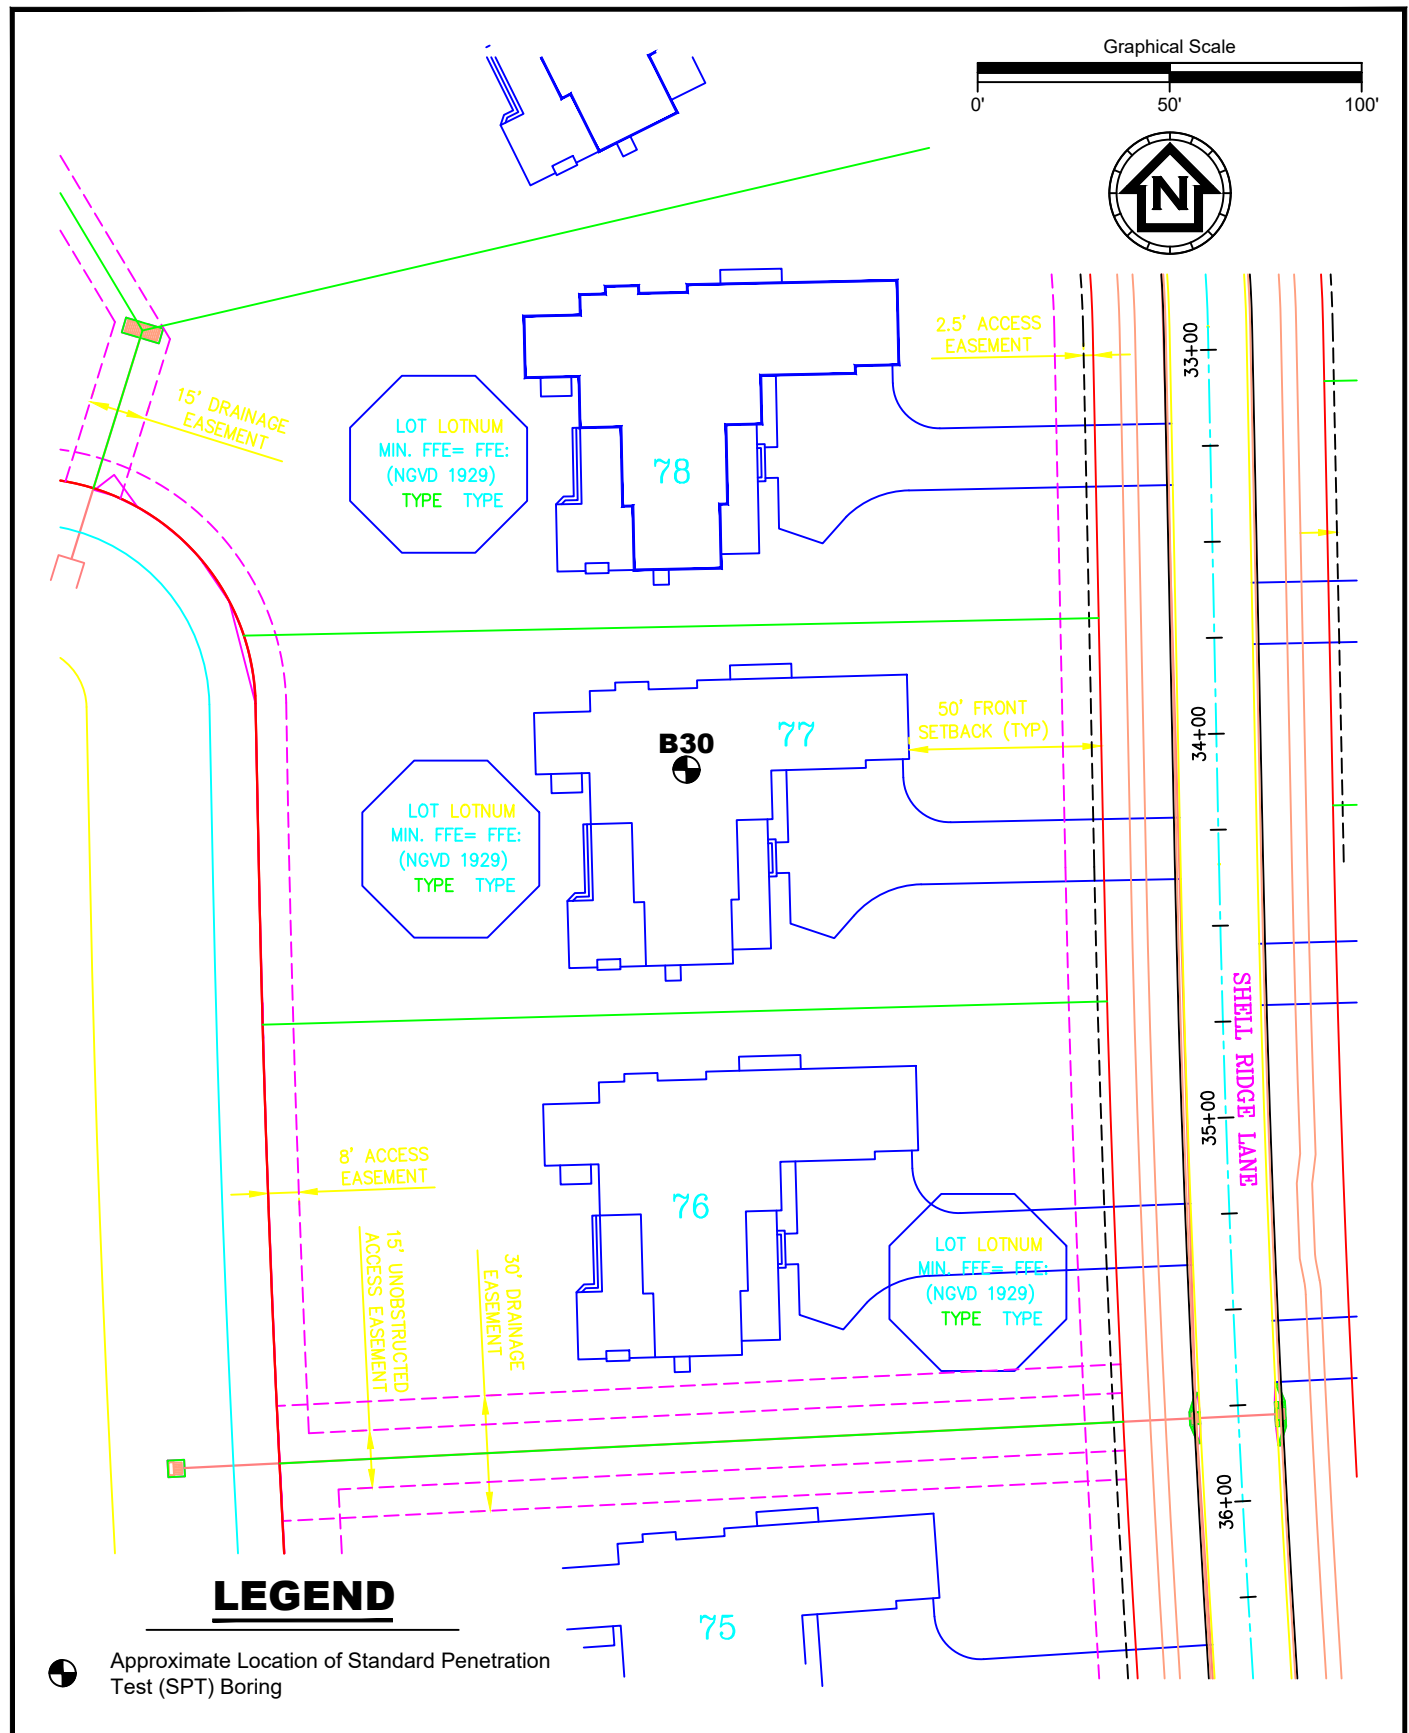 Graphical Scale
0' 50' 100'
N
2.5' ACCESS
EASEMENT
33+00
15' DRAINAGE
EASEMENT
LOT LOTNUM
MIN. FFE= FFE:
(NGVD 1929)
TYPE TYPE
78
77
B30
50' FRONT
SETBACK (TYP)
34+00
LOT LOTNUM
MIN. FFE= FFE:
(NGVD 1929)
TYPE TYPE
SHELL RIDGE LANE
35+00
8' ACCESS
EASEMENT
76
15' UNOBSTRUCTED
ACCESS EASEMENT
30' DRAINAGE
EASEMENT
LOT LOTNUM
MIN. FFE= FFE:
(NGVD 1929)
TYPE TYPE
36+00
75
LEGEND
Approximate Location of Standard Penetration
Test (SPT) Boring